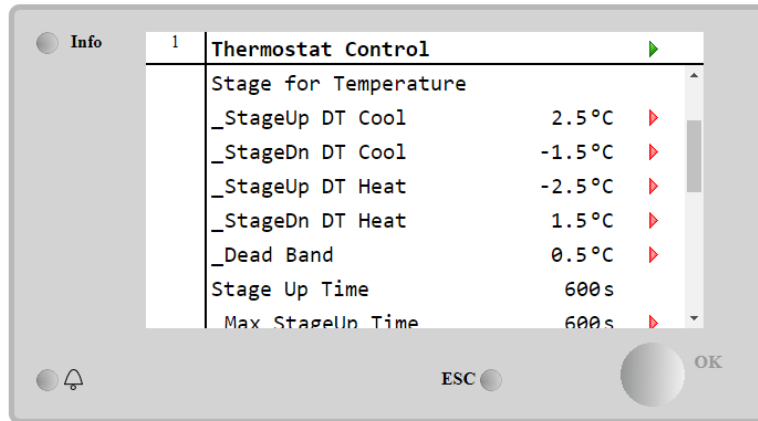 Info
1 Thermostat Control
Stage for Temperature
_StageUp DT Cool 2.5°C
_StageDn DT Cool -1.5°C
_StageUp DT Heat -2.5°C
_StageDn DT Heat 1.5°C
_Dead Band 0.5°C
Stage Up Time 600s
_Max StageUp Time 600s
OK
ESC